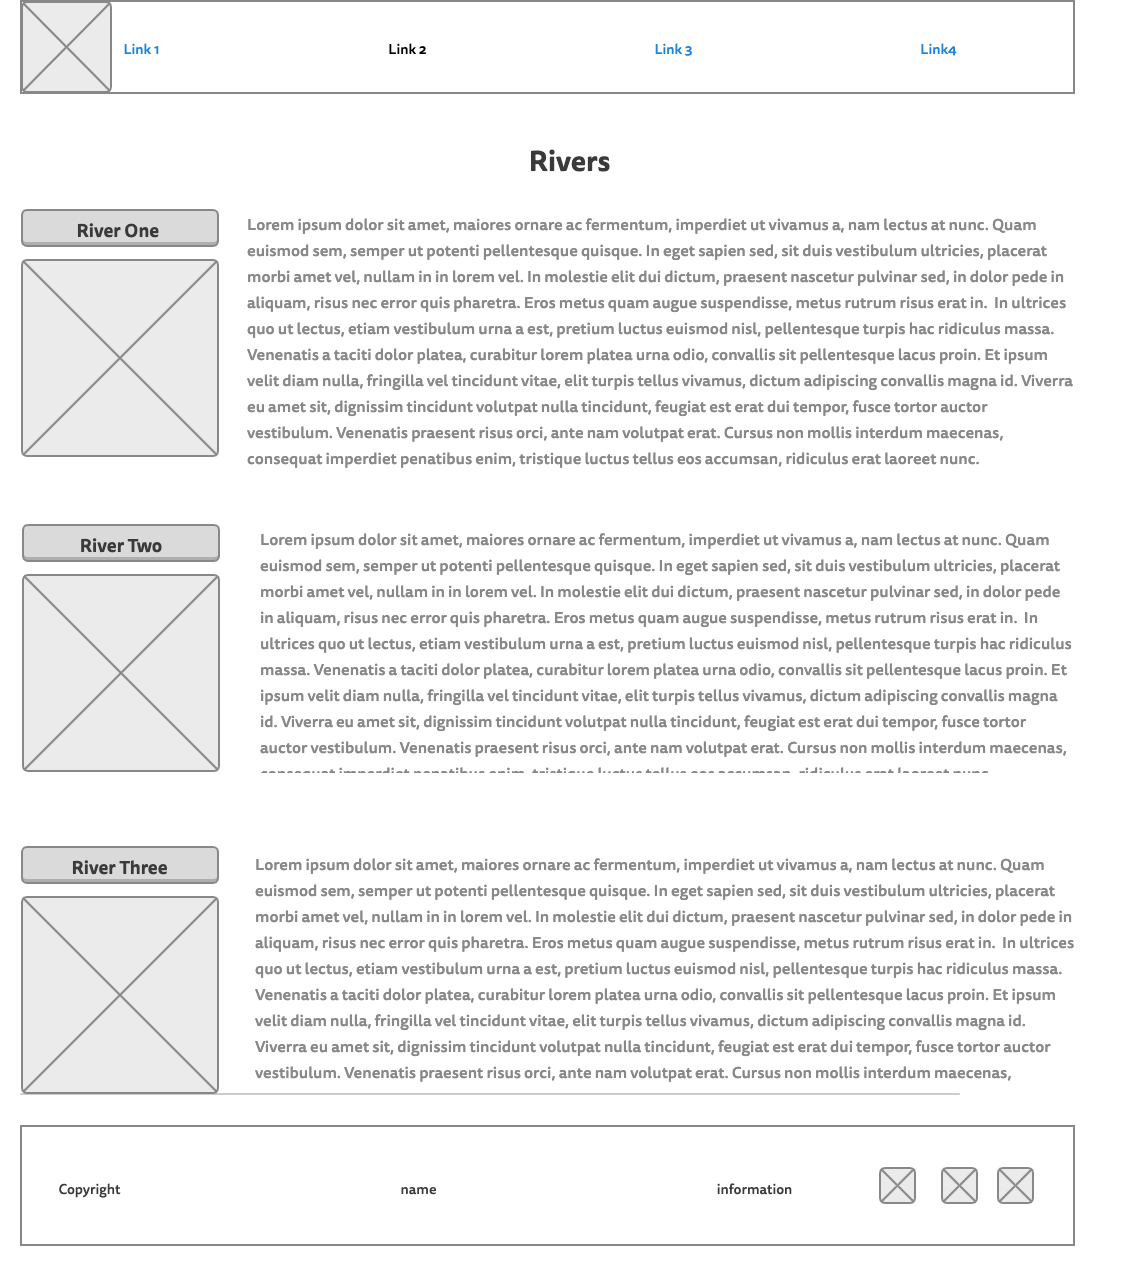 Link 1 Link 2 Link 3 Link4
Rivers
River One
Lorem ipsum dolor sit amet, maiores ornare ac fermentum, imperdiet ut vivamus a, nam lectus at nunc. Quam
euismod sem, semper ut potenti pellentesque quisque. In eget sapien sed, sit duis vestibulum ultricies, placerat
morbi amet vel, nullam in in lorem vel. In molestie elit dui dictum, praesent nascetur pulvinar sed, in dolor pede in
aliquam, risus nec error quis pharetra. Eros metus quam augue suspendisse, metus rutrum risus erat in.  In ultrices
quo ut lectus, etiam vestibulum urna a est, pretium luctus euismod nisl, pellentesque turpis hac ridiculus massa.
Venenatis a taciti dolor platea, curabitur lorem platea urna odio, convallis sit pellentesque lacus proin. Et ipsum
velit diam nulla, fringilla vel tincidunt vitae, elit turpis tellus vivamus, dictum adipiscing convallis magna id. Viverra
eu amet sit, dignissim tincidunt volutpat nulla tincidunt, feugiat est erat dui tempor, fusce tortor auctor
vestibulum. Venenatis praesent risus orci, ante nam volutpat erat. Cursus non mollis interdum maecenas,
consequat imperdiet penatibus enim, tristique luctus tellus eos accumsan, ridiculus erat laoreet nunc.
River Two
Lorem ipsum dolor sit amet, maiores ornare ac fermentum, imperdiet ut vivamus a, nam lectus at nunc. Quam
euismod sem, semper ut potenti pellentesque quisque. In eget sapien sed, sit duis vestibulum ultricies, placerat
morbi amet vel, nullam in in lorem vel. In molestie elit dui dictum, praesent nascetur pulvinar sed, in dolor pede
in aliquam, risus nec error quis pharetra. Eros metus quam augue suspendisse, metus rutrum risus erat in.  In
ultrices quo ut lectus, etiam vestibulum urna a est, pretium luctus euismod nisl, pellentesque turpis hac ridiculus
massa. Venenatis a taciti dolor platea, curabitur lorem platea urna odio, convallis sit pellentesque lacus proin. Et
ipsum velit diam nulla, fringilla vel tincidunt vitae, elit turpis tellus vivamus, dictum adipiscing convallis magna
id. Viverra eu amet sit, dignissim tincidunt volutpat nulla tincidunt, feugiat est erat dui tempor, fusce tortor
auctor vestibulum. Venenatis praesent risus orci, ante nam volutpat erat. Cursus non mollis interdum maecenas,
consequat imperdiet penatibus enim, tristique luctus tellus eos accumsan, ridiculus erat laoreet nunc.
River Three
Lorem ipsum dolor sit amet, maiores ornare ac fermentum, imperdiet ut vivamus a, nam lectus at nunc. Quam
euismod sem, semper ut potenti pellentesque quisque. In eget sapien sed, sit duis vestibulum ultricies, placerat
morbi amet vel, nullam in in lorem vel. In molestie elit dui dictum, praesent nascetur pulvinar sed, in dolor pede in
aliquam, risus nec error quis pharetra. Eros metus quam augue suspendisse, metus rutrum risus erat in.  In ultrices
quo ut lectus, etiam vestibulum urna a est, pretium luctus euismod nisl, pellentesque turpis hac ridiculus massa.
Venenatis a taciti dolor platea, curabitur lorem platea urna odio, convallis sit pellentesque lacus proin. Et ipsum
velit diam nulla, fringilla vel tincidunt vitae, elit turpis tellus vivamus, dictum adipiscing convallis magna id.
Viverra eu amet sit, dignissim tincidunt volutpat nulla tincidunt, feugiat est erat dui tempor, fusce tortor auctor
vestibulum. Venenatis praesent risus orci, ante nam volutpat erat. Cursus non mollis interdum maecenas,
Copyright name information